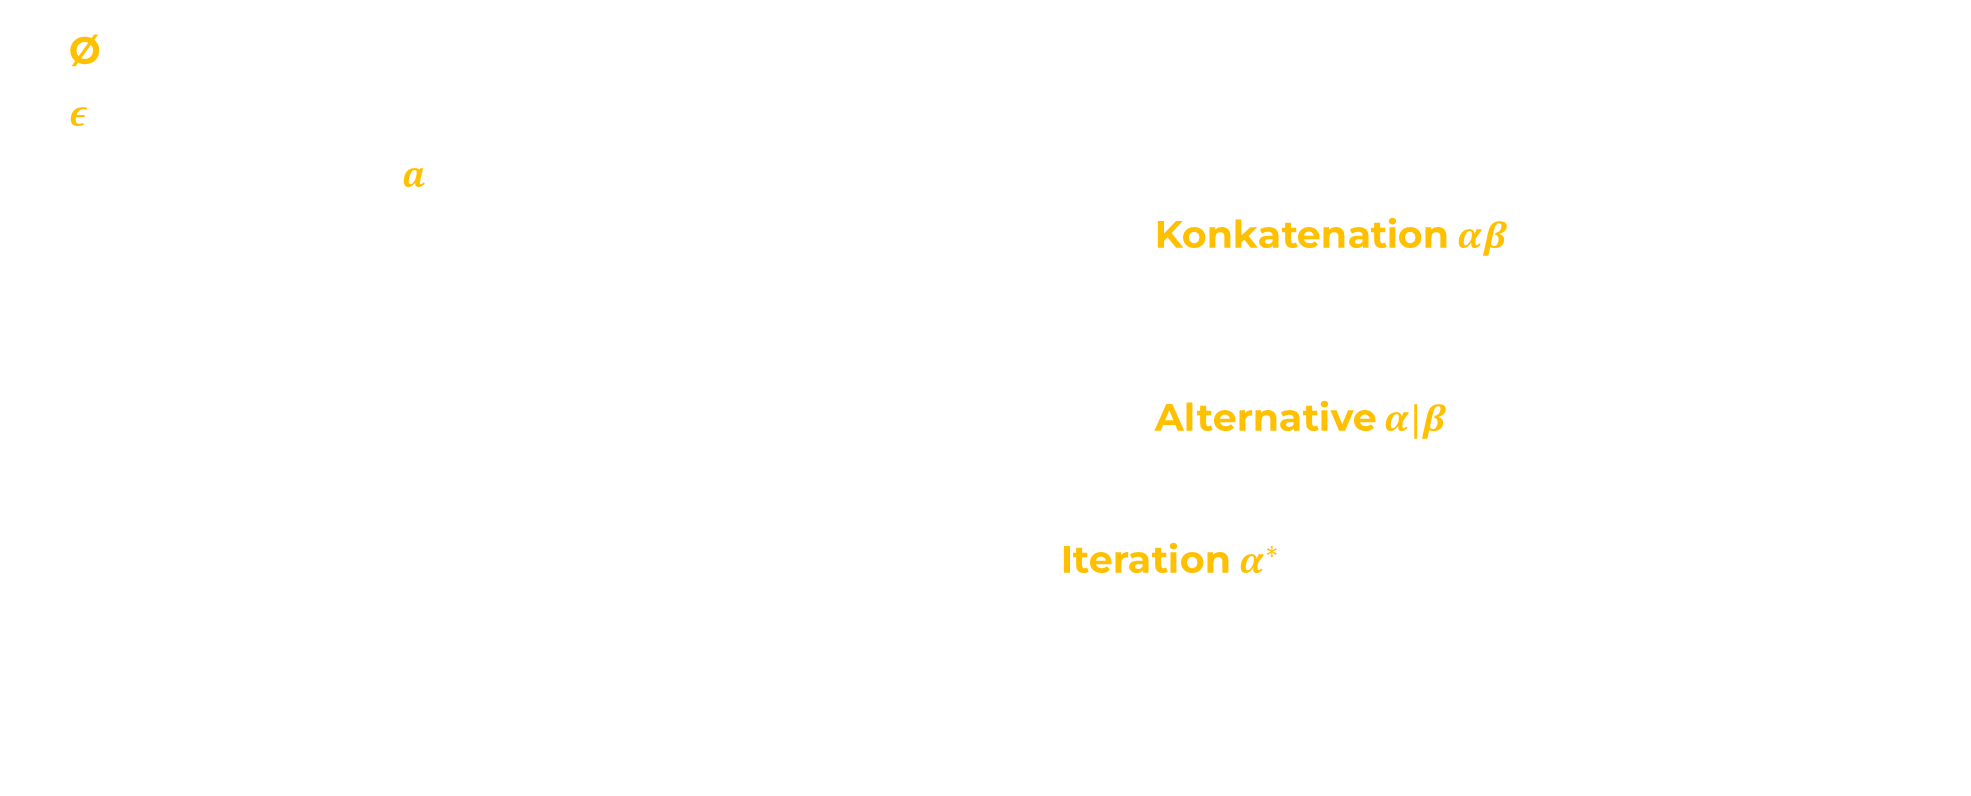 Ø
ϵ
a
Konkatenation αβ
Alternative α|β
Iteration α*